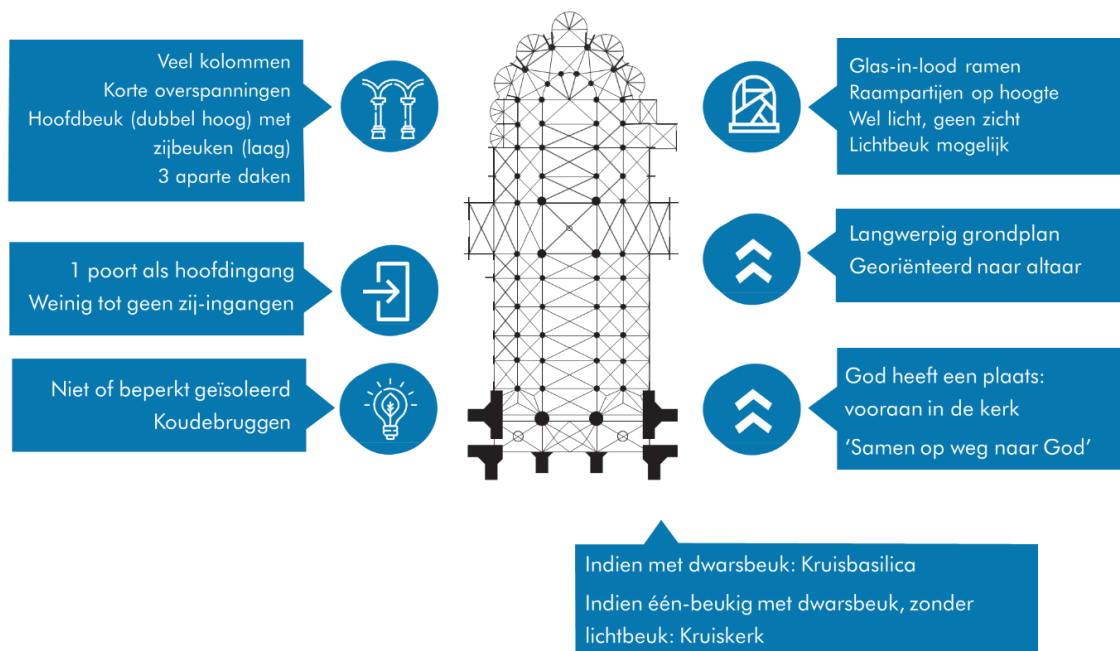 Veel kolommen
Korte overspanningen
Hoofdbeuk (dubbel hoog) met
zijbeuken (laag)
3 aparte daken
1 poort als hoofdingang
Weinig tot geen zij-ingangen
Niet of beperkt geïsoleerd
Koudebruggen
Glas-in-lood ramen
Raampartijen op hoogte
Wel licht, geen zicht
Lichtbeuk mogelijk
Langwerpig grondplan
Georiënteerd naar altaar
God heeft een plaats:
vooraan in de kerk
‘Samen op weg naar God’
Indien met dwarsbeuk: Kruisbasilica
Indien één-beukig met dwarsbeuk, zonder
lichtbeuk: Kruiskerk